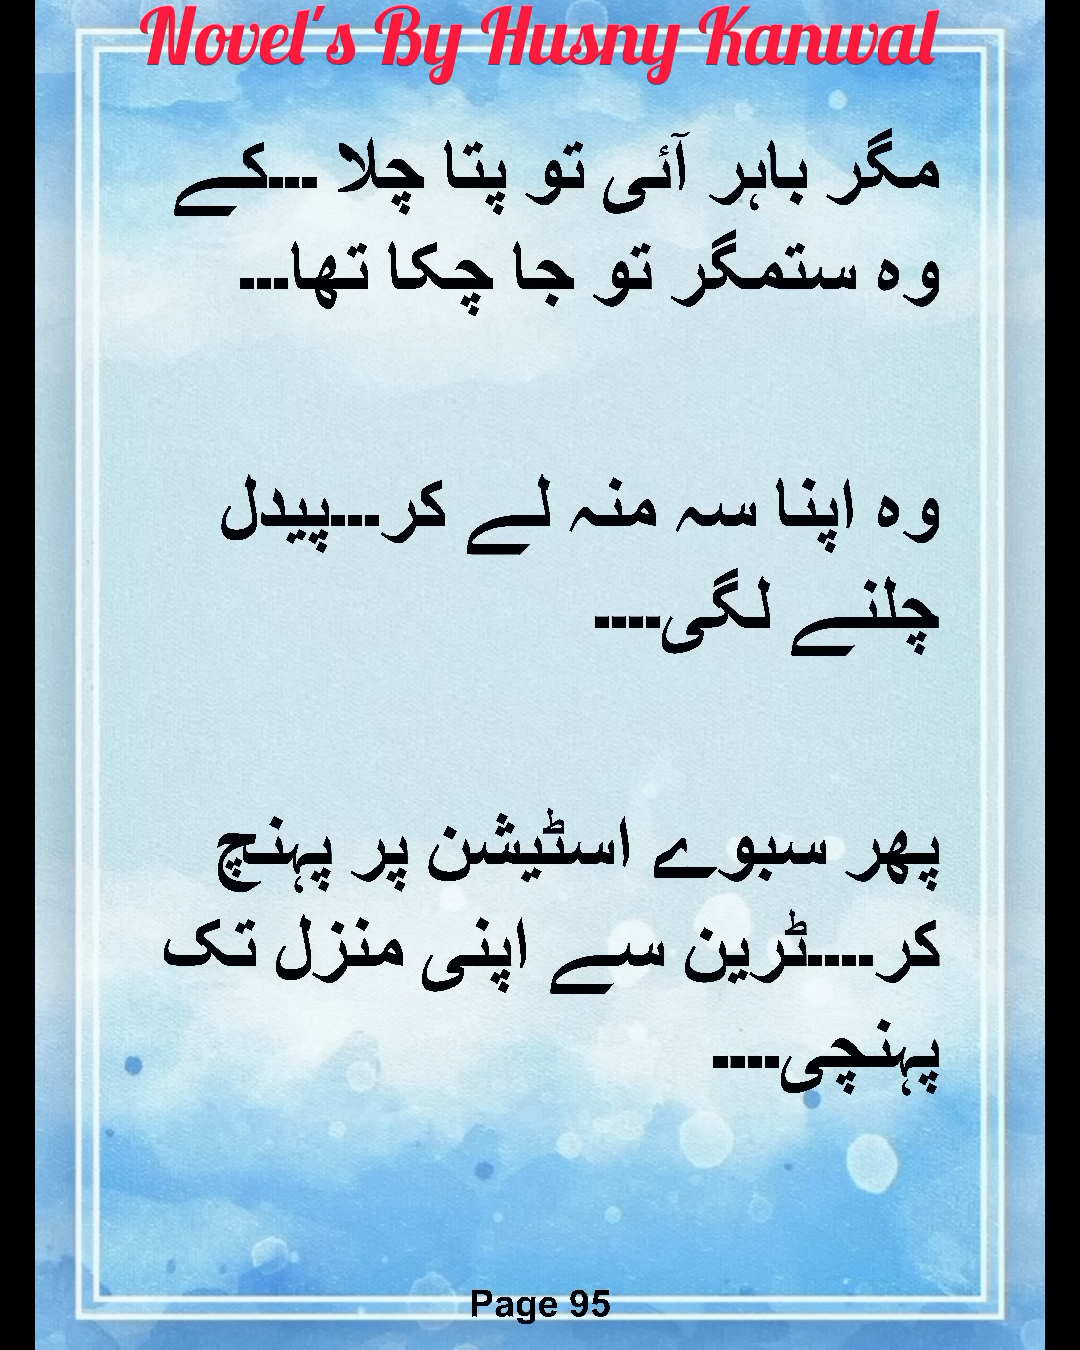 Novel's By Husny Kanwal
مگر باہر آئی تو پتا چلا ...کے
وہ ستمگر تو جا چکا تھا...
وہ اپنا سہ منہ لے کر...پیدل
چلنے لگی....
پھر سبوے اسٹیشن پر پہنچ
کر....ٹرین سے اپنی منزل تک
پہنچی....
Page 95